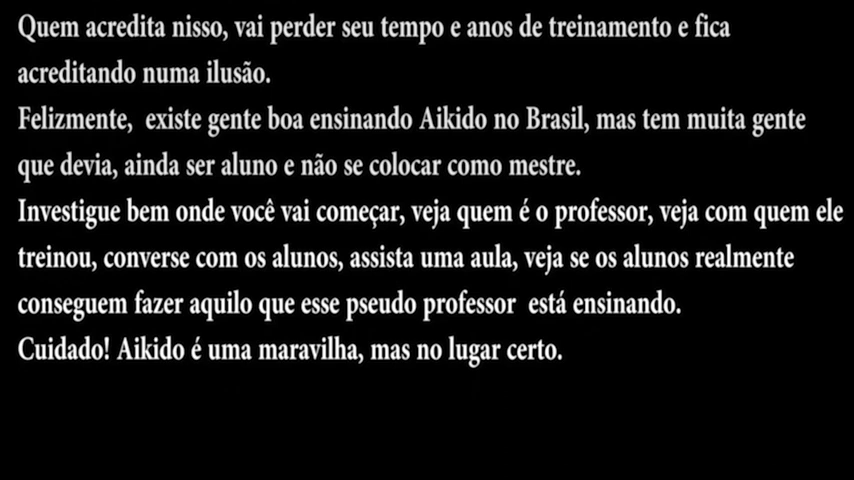 Quem acredita nisso, vai perder seu tempo e anos de treinamento e fica
acreditando numa ilusão.
Felizmente, existe gente boa ensinando Aikido no Brasil, mas tem muita gente
que devia, ainda ser aluno e não se colocar como mestre.
Investigue bem onde você vai começar, veja quem é o professor, veja com quem ele
treinou, converse com os alunos, assista uma aula, veja se os alunos realmente
conseguem fazer aquilo que esse pseudo professor está ensinando.
Cuidado! Aikido é uma maravilha, mas no lugar certo.